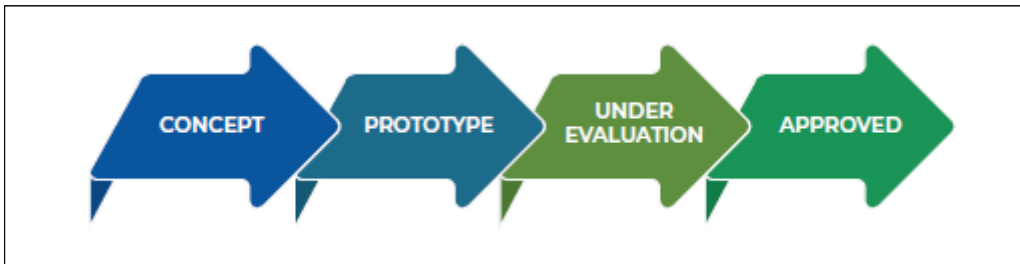 CONCEPT
PROTOTYPE
UNDER
EVALUATION
APPROVED